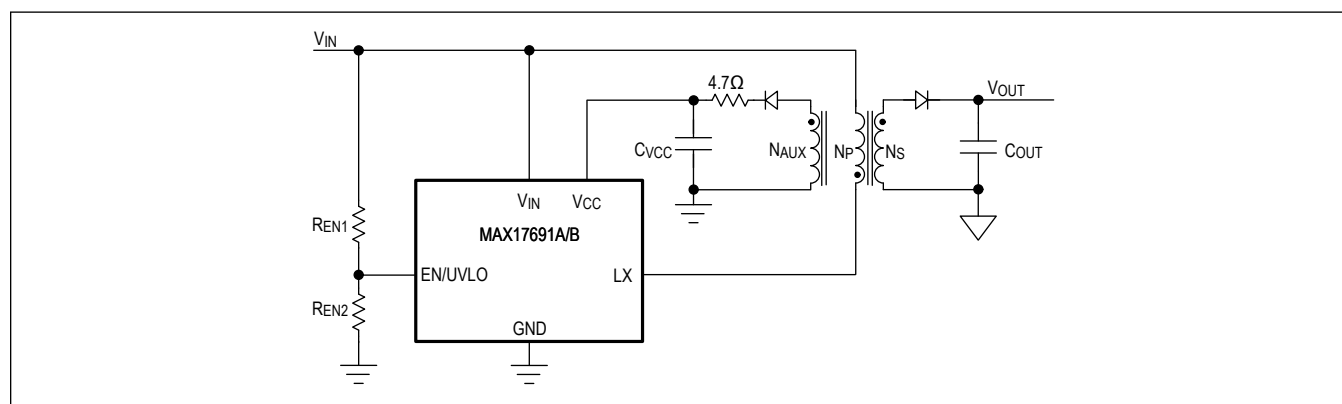 VIN
4.7Ω
VOUT
CVCC
NAUX
NP
NS
COUT
VIN
VCC
MAX17691A/B
REN1
EN/UVLO
LX
REN2
GND